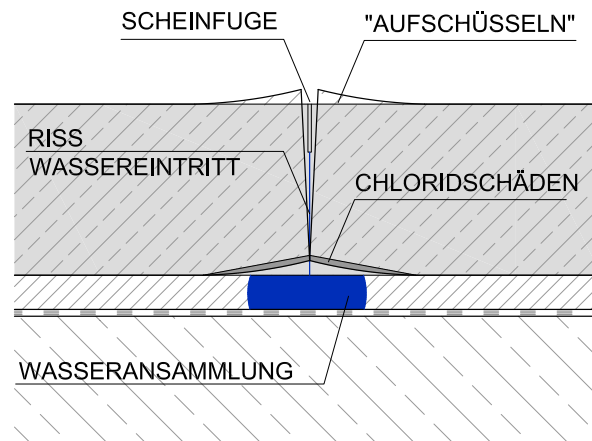 SCHEINFUGE
"AUFSCHÜSSELN"
RISS
WASSEREINTRITT
CHLORIDSCHÄDEN
WASSERANSAMMLUNG